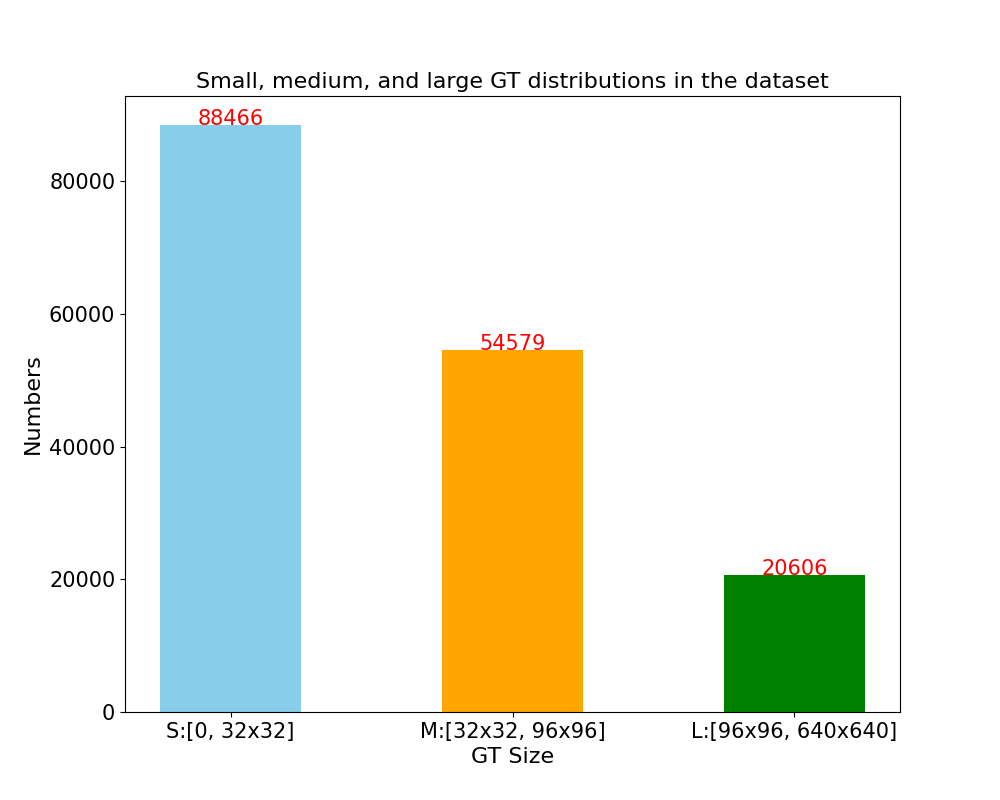 Small, medium, and large GT distributions in the dataset
88466
54579
20606
80000
60000
40000
20000
0
Numbers
S:[0, 32x32]
M:[32x32, 96x96]
L:[96x96, 640x640]
GT Size